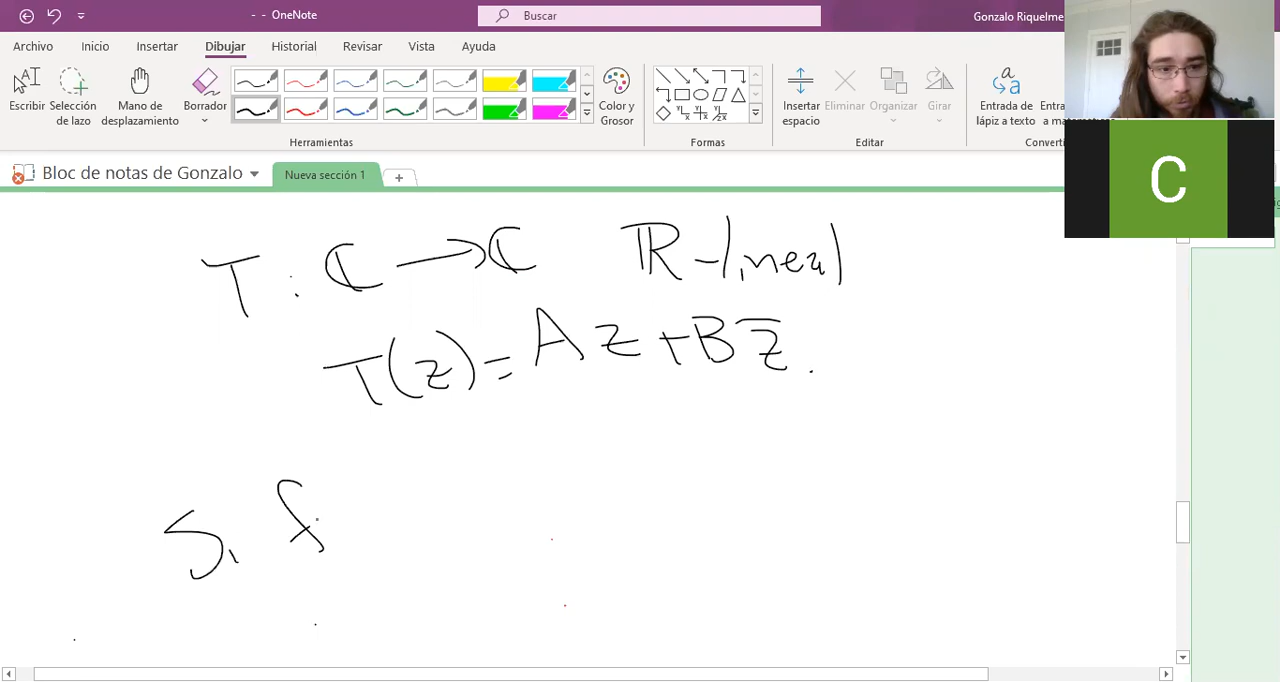 - - OneNote
Buscar
Gonzalo Riquelme
Archivo Inicio Insertar Dibujar Historial Revisar Vista Ayuda
Escribir
Selección de lazo
Mano de desplazamiento
Borrador
Color y Grosor
Insertar espacio
Eliminar
Organizar
Girar
Entrada de lápiz a texto
Herramientas
Formas
Editar
Bloc de notas de Gonzalo
Nueva sección 1
C
T: ℂ → ℂ ℝ-lineal
T(z) = Az + Bz̅.
Si f